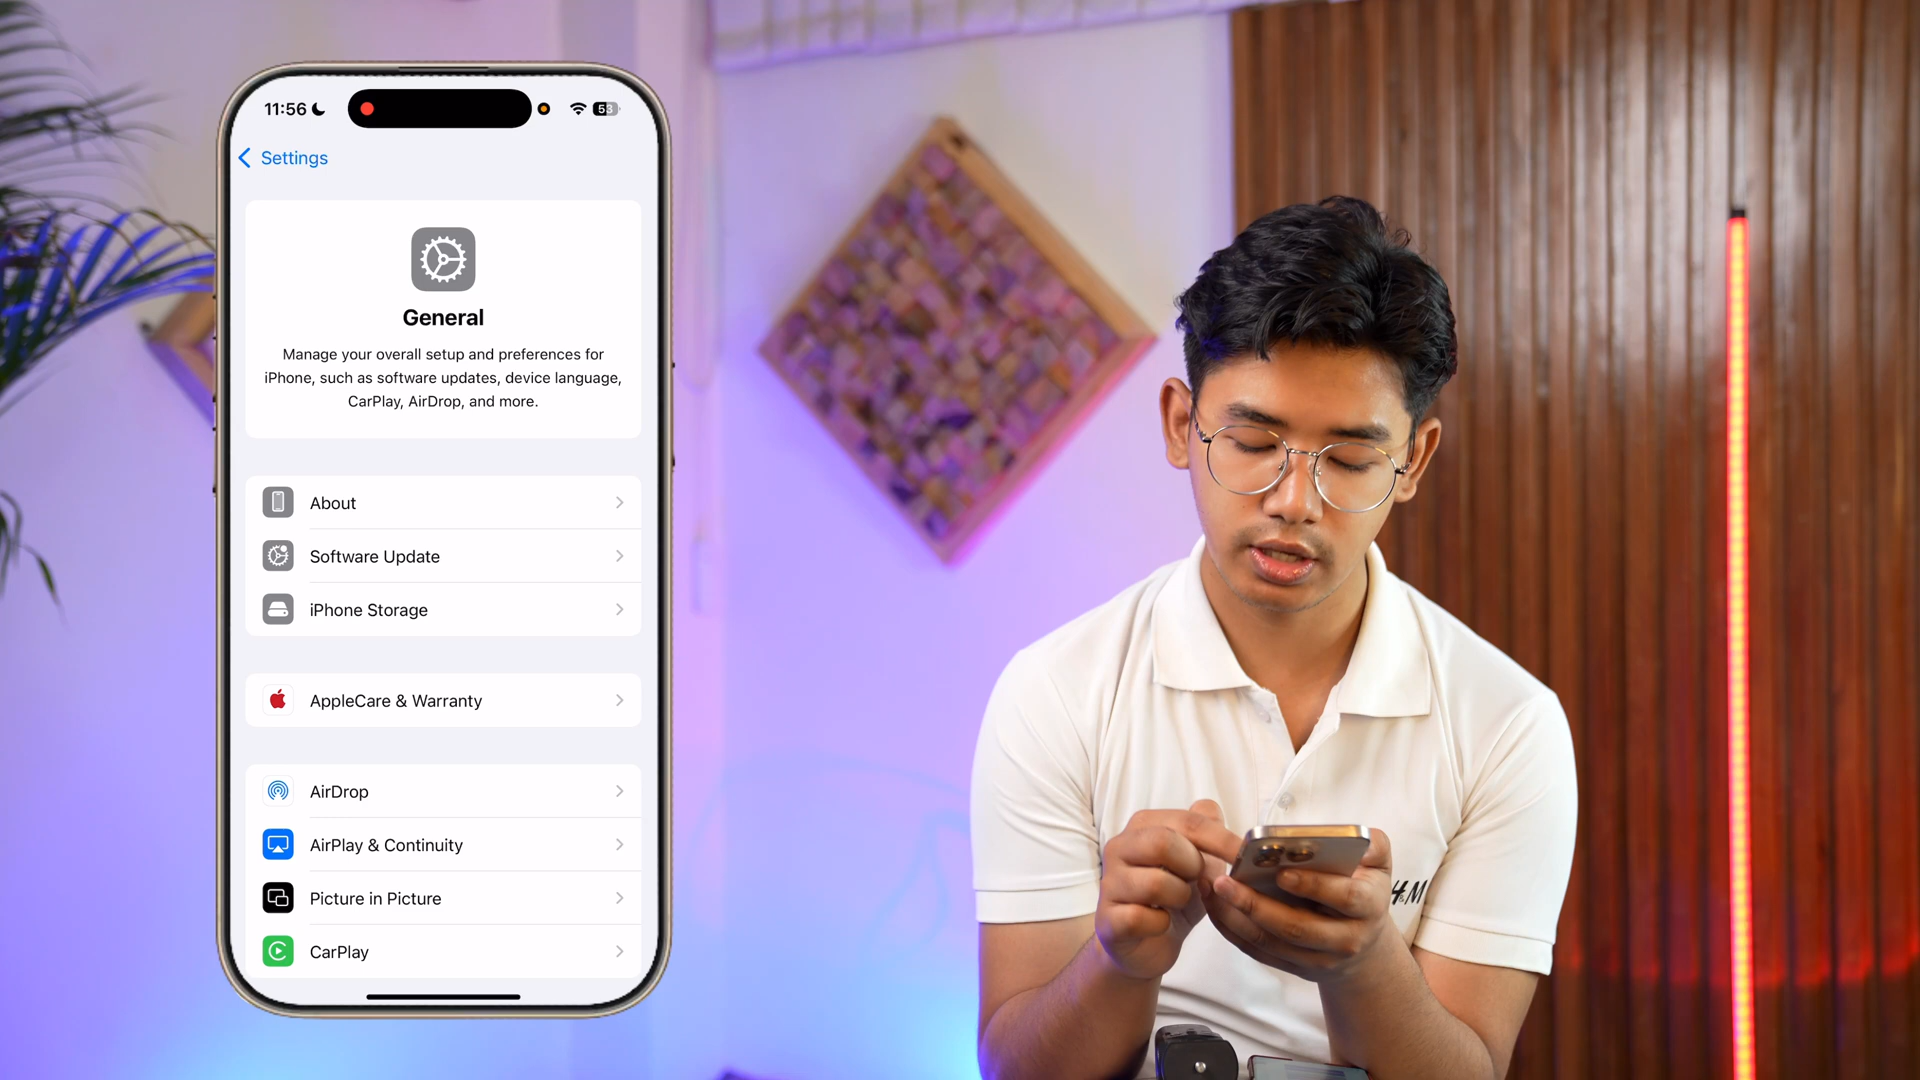 11:56
53
Settings
General
Manage your overall setup and preferences for
iPhone, such as software updates, device language,
CarPlay, AirDrop, and more.
About
Software Update
iPhone Storage
AppleCare & Warranty
AirDrop
AirPlay & Continuity
Picture in Picture
CarPlay
H&M